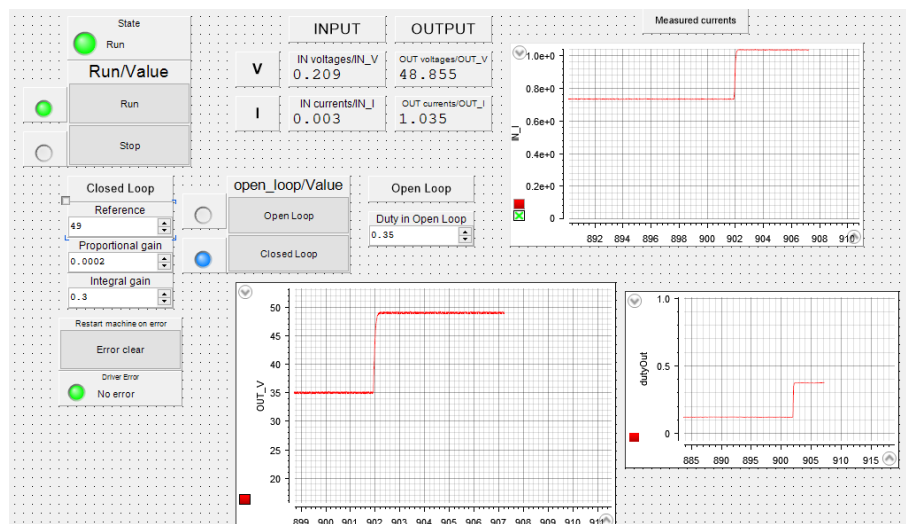 State
Run
Run/Value
Run
Stop
INPUT
OUTPUT
V
IN voltages/IN_V
0.209
OUT voltages/OUT_V
48.855
I
IN currents/IN_I
0.003
OUT currents/OUT_I
1.035
Measured currents
1.0e+0
0.8e+0
0.6e+0
0.4e+0
0.2e+0
0
IN_I
892 894 896 898 900 902 904 906 908 910
Closed Loop
Reference
49
Proportional gain
0.0002
Integral gain
0.3
open_loop/Value
Open Loop
Closed Loop
Open Loop
Duty in Open Loop
0.35
Restart machine on error
Error clear
Driver Error
No error
50
45
40
35
30
25
20
OUT_V
899 900 901 902 903 904 905 906 907 908 909 910 911
1.0
0.5
0
dutyOut
885 890 895 900 905 910 915